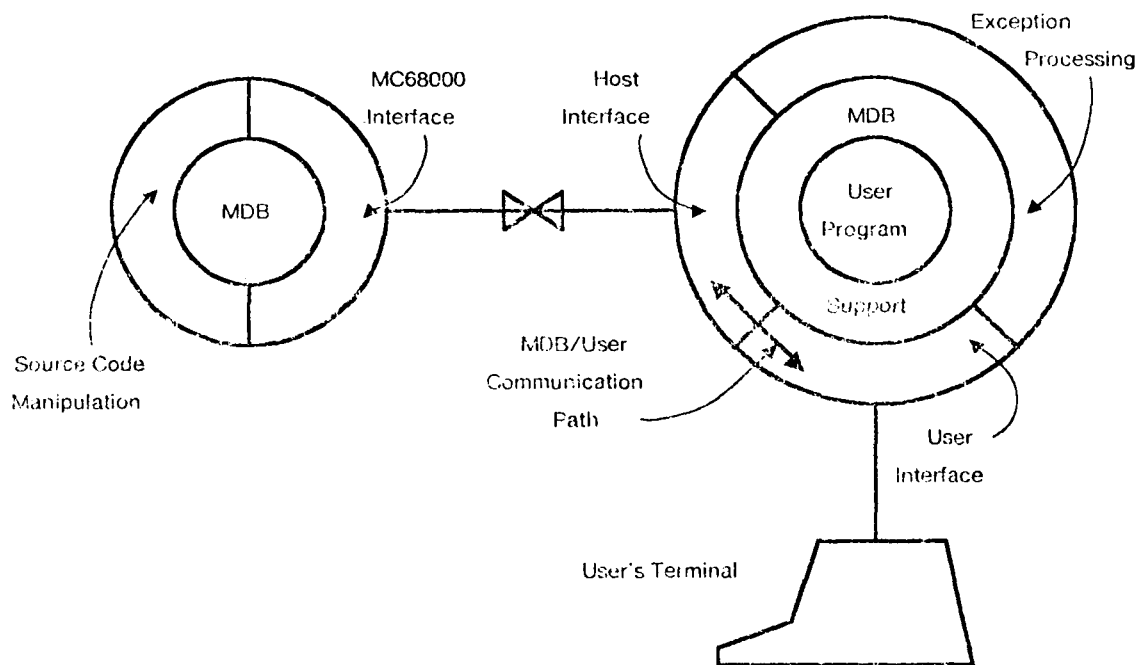 Exception
Processing
MC68000
Interface
Host
Interface
MDB
MDB
User
Program
Support
Source Code
Manipulation
MDB/User
Communication
Path
User
Interface
User's Terminal